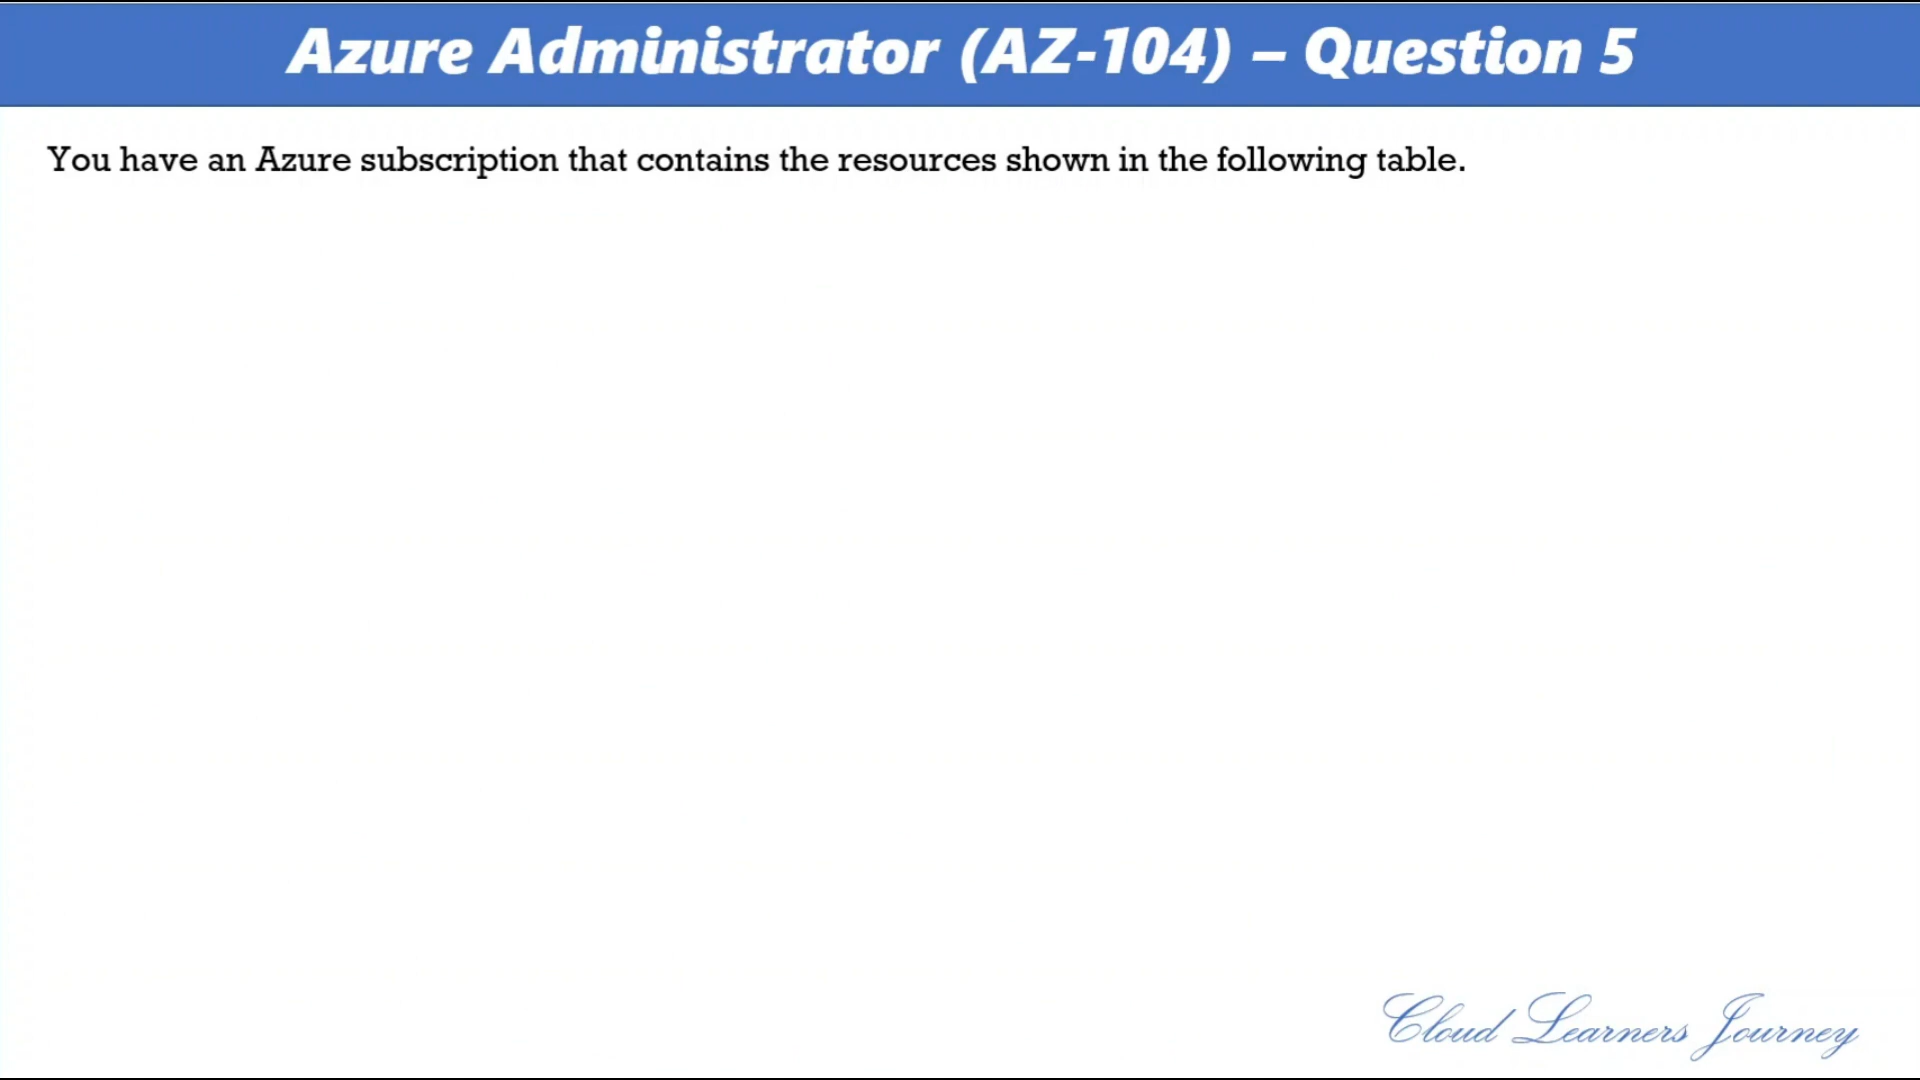 Azure Administrator (AZ-104) – Question 5
You have an Azure subscription that contains the resources shown in the following table.
Cloud Learners Journey